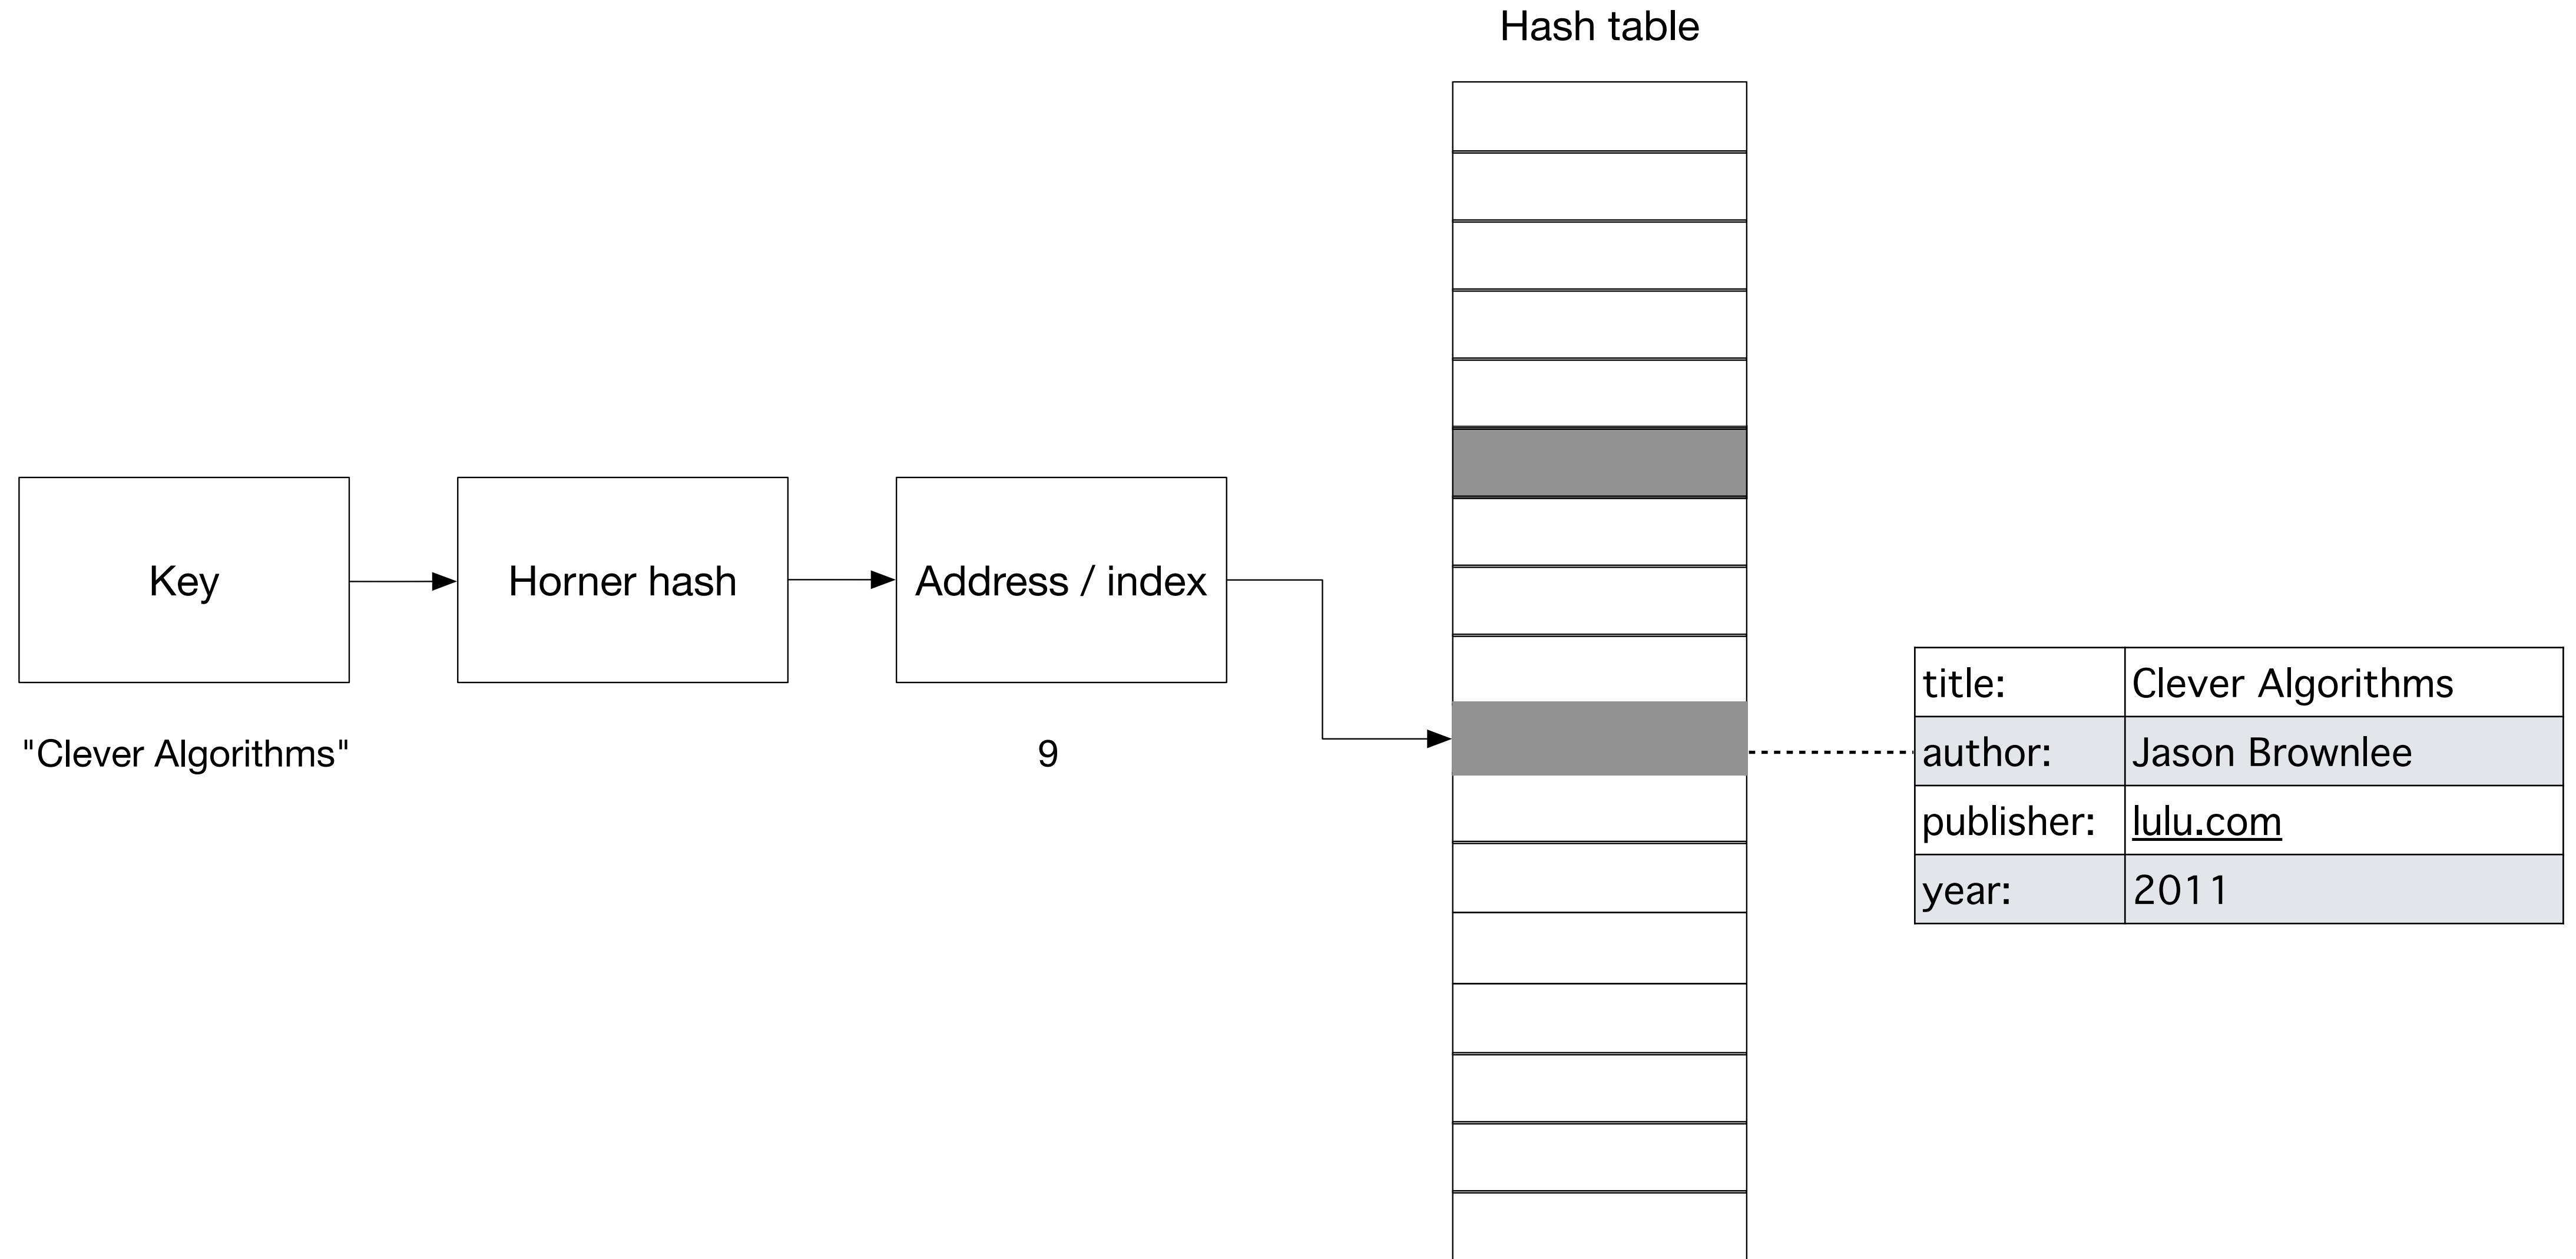 Hash table
Key
Horner hash
Address / index
"Clever Algorithms"
9
title: Clever Algorithms
author: Jason Brownlee
publisher: lulu.com
year: 2011